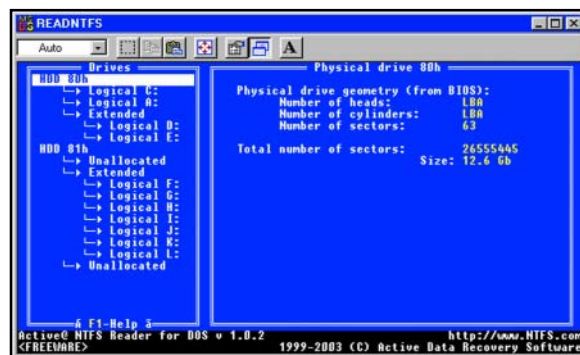 READNTFS
Auto
Drives
HDD 80h
Logical C:
Logical A:
Extended
Logical D:
Logical E:
HDD 81h
Unallocated
Extended
Logical F:
Logical G:
Logical H:
Logical I:
Logical J:
Logical K:
Logical L:
Unallocated
F1-Help
Physical drive 80h
Physical drive geometry (from BIOS):
Number of heads: LBA
Number of cylinders: LBA
Number of sectors: 63
Total number of sectors: 26555445
Size: 12.6 Gb
Active@ NTFS Reader for DOS v 1.0.2 http://www.NTFS.com
<FREEWARE> 1999-2003 (C) Active Data Recovery Software